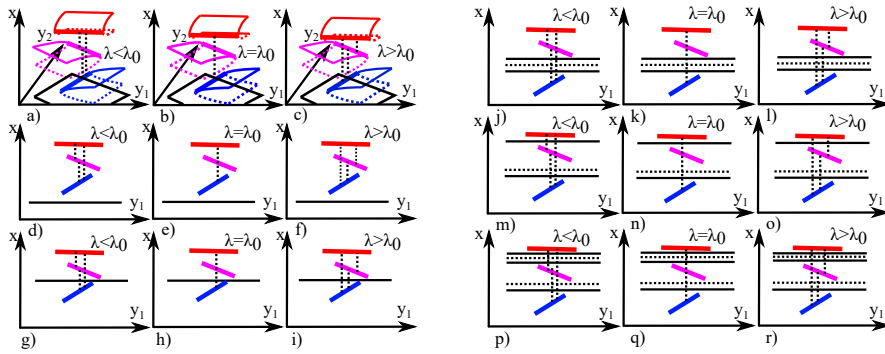 x y₂ λ<λ₀ y₁ a)
x y₂ λ=λ₀ y₁ b)
x y₂ λ>λ₀ y₁ c)
x λ<λ₀ y₁ j)
x λ=λ₀ y₁ k)
x λ>λ₀ y₁ l)
x λ<λ₀ y₁ d)
x λ=λ₀ y₁ e)
x λ>λ₀ y₁ f)
x λ<λ₀ y₁ m)
x λ=λ₀ y₁ n)
x λ>λ₀ y₁ o)
x λ<λ₀ y₁ g)
x λ=λ₀ y₁ h)
x λ>λ₀ y₁ i)
x λ<λ₀ y₁ p)
x λ=λ₀ y₁ q)
x λ>λ₀ y₁ r)